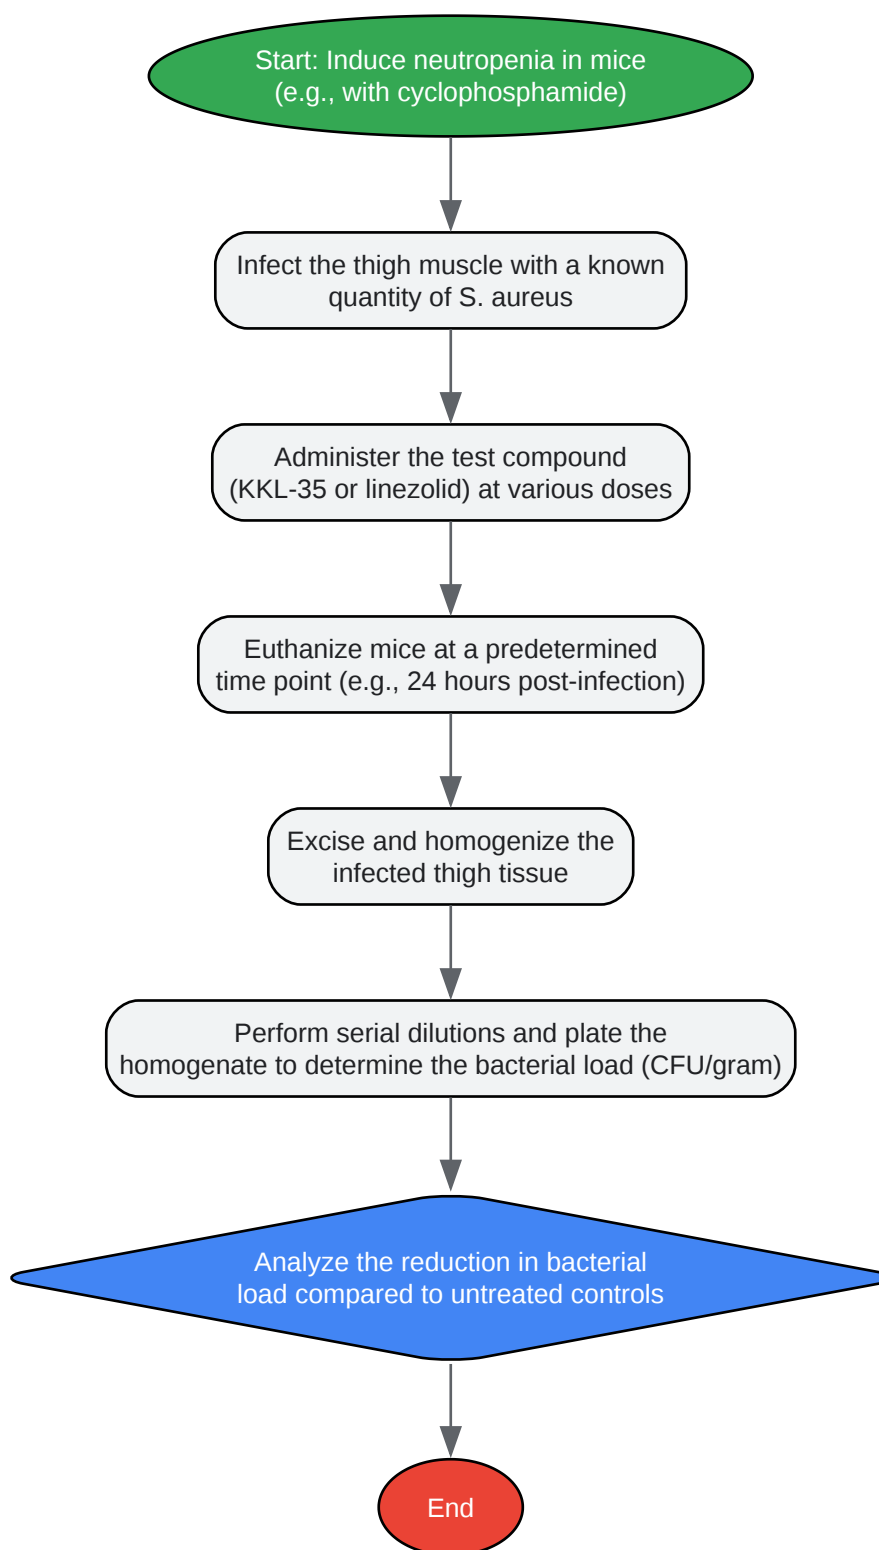 Start: Induce neutropenia in mice
(e.g., with cyclophosphamide)
Infect the thigh muscle with a known
quantity of S. aureus
Administer the test compound
(KKL-35 or linezolid) at various doses
Euthanize mice at a predetermined
time point (e.g., 24 hours post-infection)
Excise and homogenize the
infected thigh tissue
Perform serial dilutions and plate the
homogenate to determine the bacterial load (CFU/gram)
Analyze the reduction in bacterial
load compared to untreated controls
End